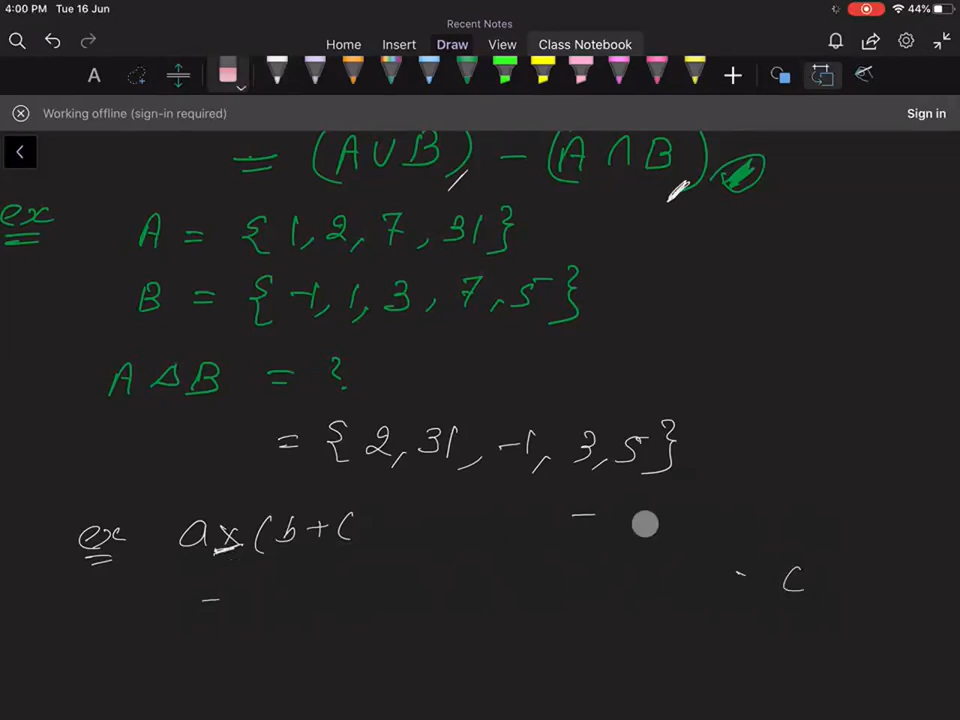 4:00 PM Tue 16 Jun 44%
Recent Notes
Home Insert Draw View Class Notebook
A
Working offline (sign-in required) Sign in
= (A∪B) - (A∩B)
ex A = {1, 2, 7, 31}
B = {-1, 1, 3, 7, 5}
A Δ B = ?
= {2, 31, -1, 3, 5}
ex a x (b + c -
- c
-